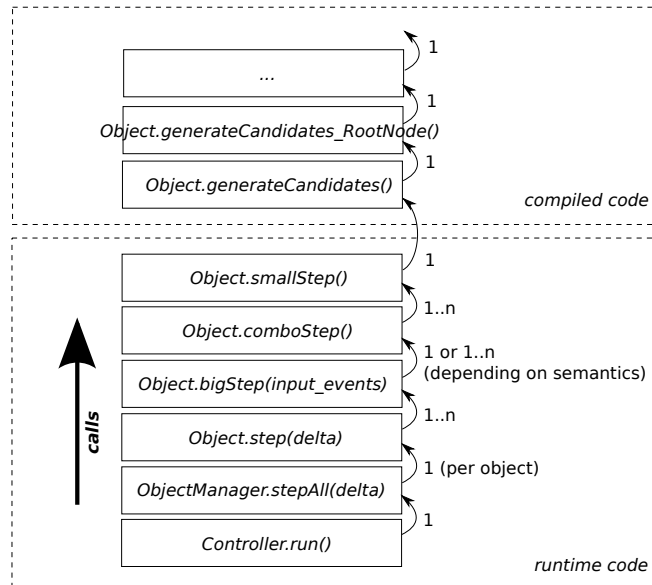 1
...
1
Object.generateCandidates_RootNode()
1
Object.generateCandidates()
compiled code
1
Object.smallStep()
1..n
Object.comboStep()
1 or 1..n
(depending on semantics)
Object.bigStep(input_events)
1..n
calls
Object.step(delta)
1 (per object)
ObjectManager.stepAll(delta)
1
Controller.run()
runtime code